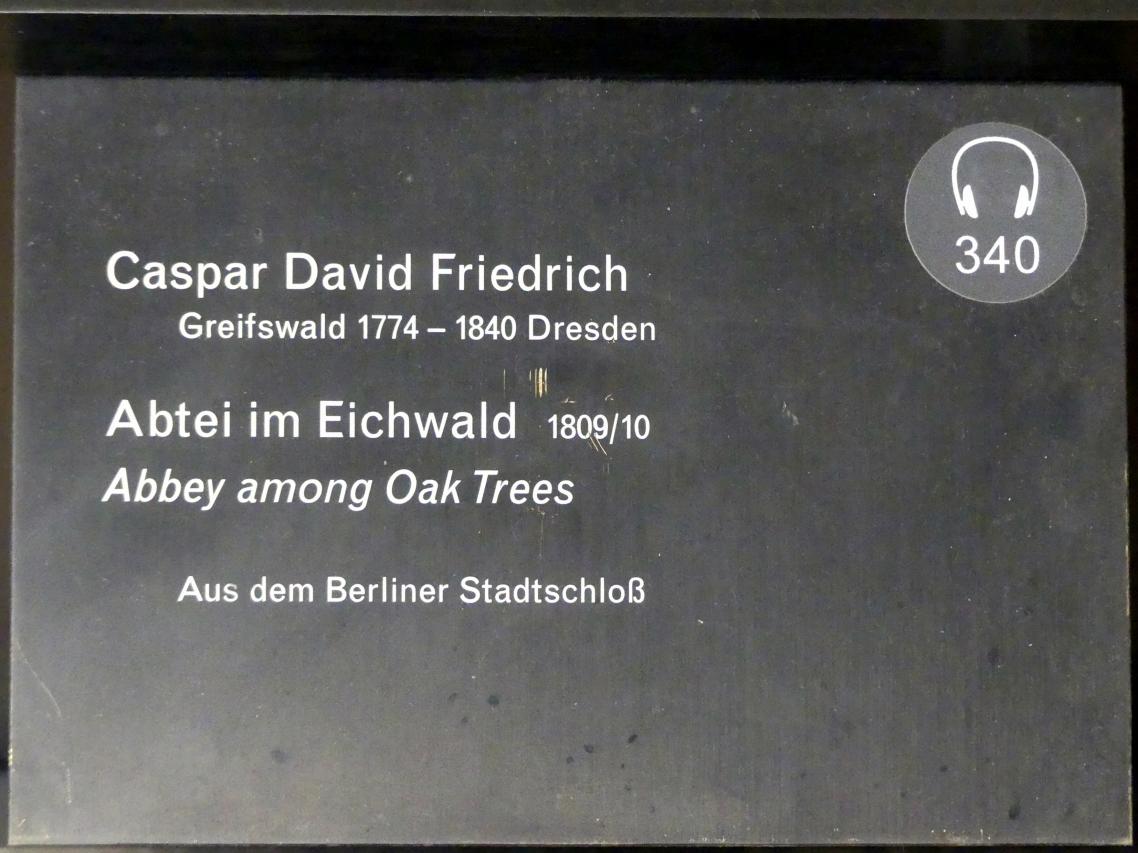 340
Caspar David Friedrich
Greifswald 1774 – 1840 Dresden
Abtei im Eichwald 1809/10
Abbey among Oak Trees
Aus dem Berliner Stadtschloß